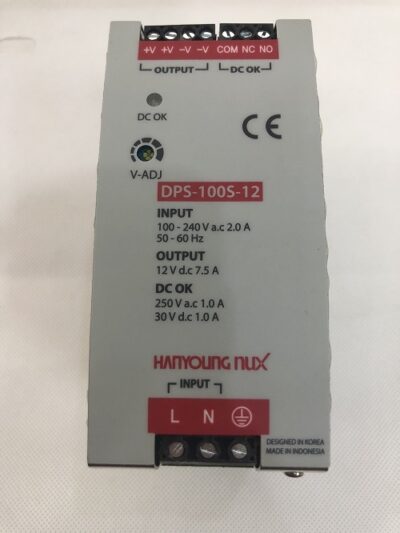 +V +V -V -V COM NC NO
OUTPUT DC OK
DC OK
CE
V-ADJ
DPS-100S-12
INPUT
100 - 240 V a.c 2.0 A
50 - 60 Hz
OUTPUT
12 V d.c 7.5 A
DC OK
250 V a.c 1.0 A
30 V d.c 1.0 A
HANYOUNG NUX
INPUT
L N
DESIGNED IN KOREA
MADE IN INDONESIA